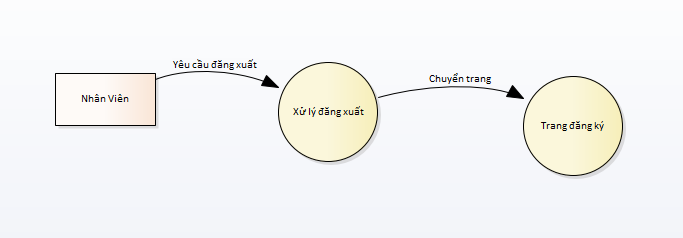 Yêu cầu đăng xuất
Nhân Viên
Xử lý đăng xuất
Chuyển trang
Trang đăng ký